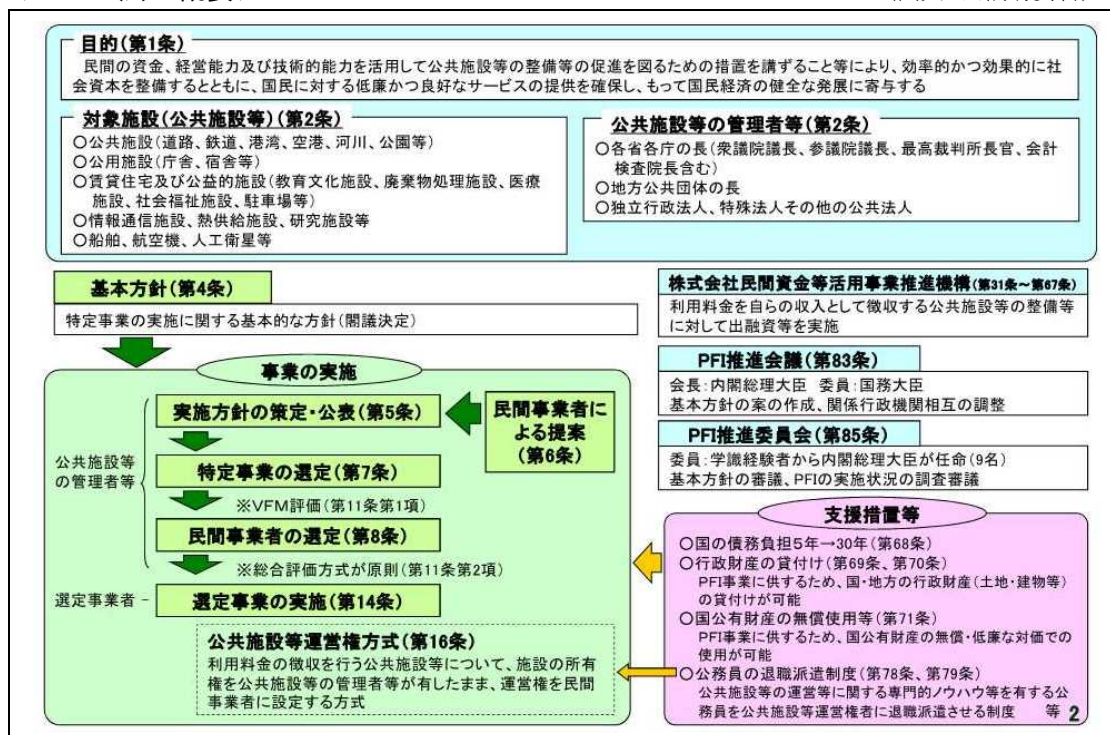 目的(第1条)
民間の資金、経営能力及び技術的能力を活用して公共施設等の整備等の促進を図るための措置を講ずること等により、効率的かつ効果的に社
会資本を整備するとともに、国民に対する低廉かつ良好なサービスの提供を確保し、もって国民経済の健全な発展に寄与する
対象施設(公共施設等)(第2条)
○公共施設(道路、鉄道、港湾、空港、河川、公園等)
○公用施設(庁舎、宿舎等)
○賃貸住宅及び公益的施設(教育文化施設、廃棄物処理施設、医療
施設、社会福祉施設、駐車場等)
○情報通信施設、熱供給施設、研究施設等
○船舶、航空機、人工衛星等
公共施設等の管理者等(第2条)
○各省各庁の長(衆議院議長、参議院議長、最高裁判所長官、会計
検査院長含む)
○地方公共団体の長
○独立行政法人、特殊法人その他の公共法人
基本方針(第4条)
特定事業の実施に関する基本的な方針(閣議決定)
事業の実施
公共施設等
の管理者等
実施方針の策定・公表(第5条)
民間事業者に
よる提案
(第6条)
特定事業の選定(第7条)
※VFM評価(第11条第1項)
民間事業者の選定(第8条)
※総合評価方式が原則(第11条第2項)
選定事業者 -
選定事業の実施(第14条)
公共施設等運営権方式(第16条)
利用料金の徴収を行う公共施設等について、施設の所有
権を公共施設等の管理者等が有したまま、運営権を民間
事業者に設定する方式
株式会社民間資金等活用事業推進機構(第31条~第67条)
利用料金を自らの収入として徴収する公共施設等の整備等
に対して出融資等を実施
PFI推進会議(第83条)
会長:内閣総理大臣 委員:国務大臣
基本方針の案の作成、関係行政機関相互の調整
PFI推進委員会(第85条)
委員:学識経験者から内閣総理大臣が任命(9名)
基本方針の審議、PFIの実施状況の調査審議
支援措置等
○国の債務負担5年→30年(第68条)
○行政財産の貸付け(第69条、第70条)
PFI事業に供するため、国・地方の行政財産(土地・建物等)
の貸付けが可能
○国公有財産の無償使用等(第71条)
PFI事業に供するため、国公有財産の無償・低廉な対価での
使用が可能
○公務員の退職派遣制度(第78条、第79条)
公共施設等の運営等に関する専門的ノウハウ等を有する公
務員を公共施設等運営権者に退職派遣させる制度 等
2